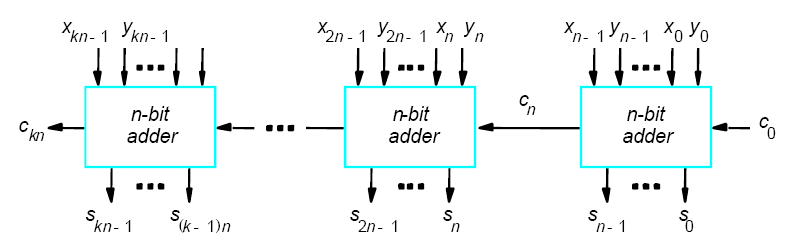 x_{kn-1} y_{kn-1} x_{2n-1} y_{2n-1} x_n y_n x_{n-1} y_{n-1} x_0 y_0
c_{kn} n-bit adder n-bit adder c_n n-bit adder c_0
s_{kn-1} s_{(k-1)n} s_{2n-1} s_n s_{n-1} s_0